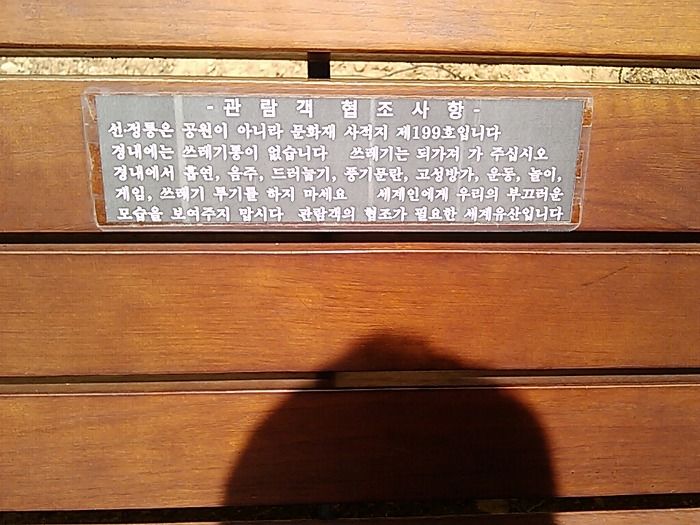 - 관 람 객 협 조 사 항 -
선·정릉은 공원이 아니라 문화재 사적지 제199호입니다
경내에는 쓰레기통이 없습니다 쓰레기는 되가져 가 주십시오
경내에서 흡연, 음주, 드러눕기, 풍기문란, 고성방가, 운동, 놀이,
게임, 쓰레기 투기를 하지 마세요 세계인에게 우리의 부끄러운
모습을 보여주지 맙시다 관람객의 협조가 필요한 세계유산입니다